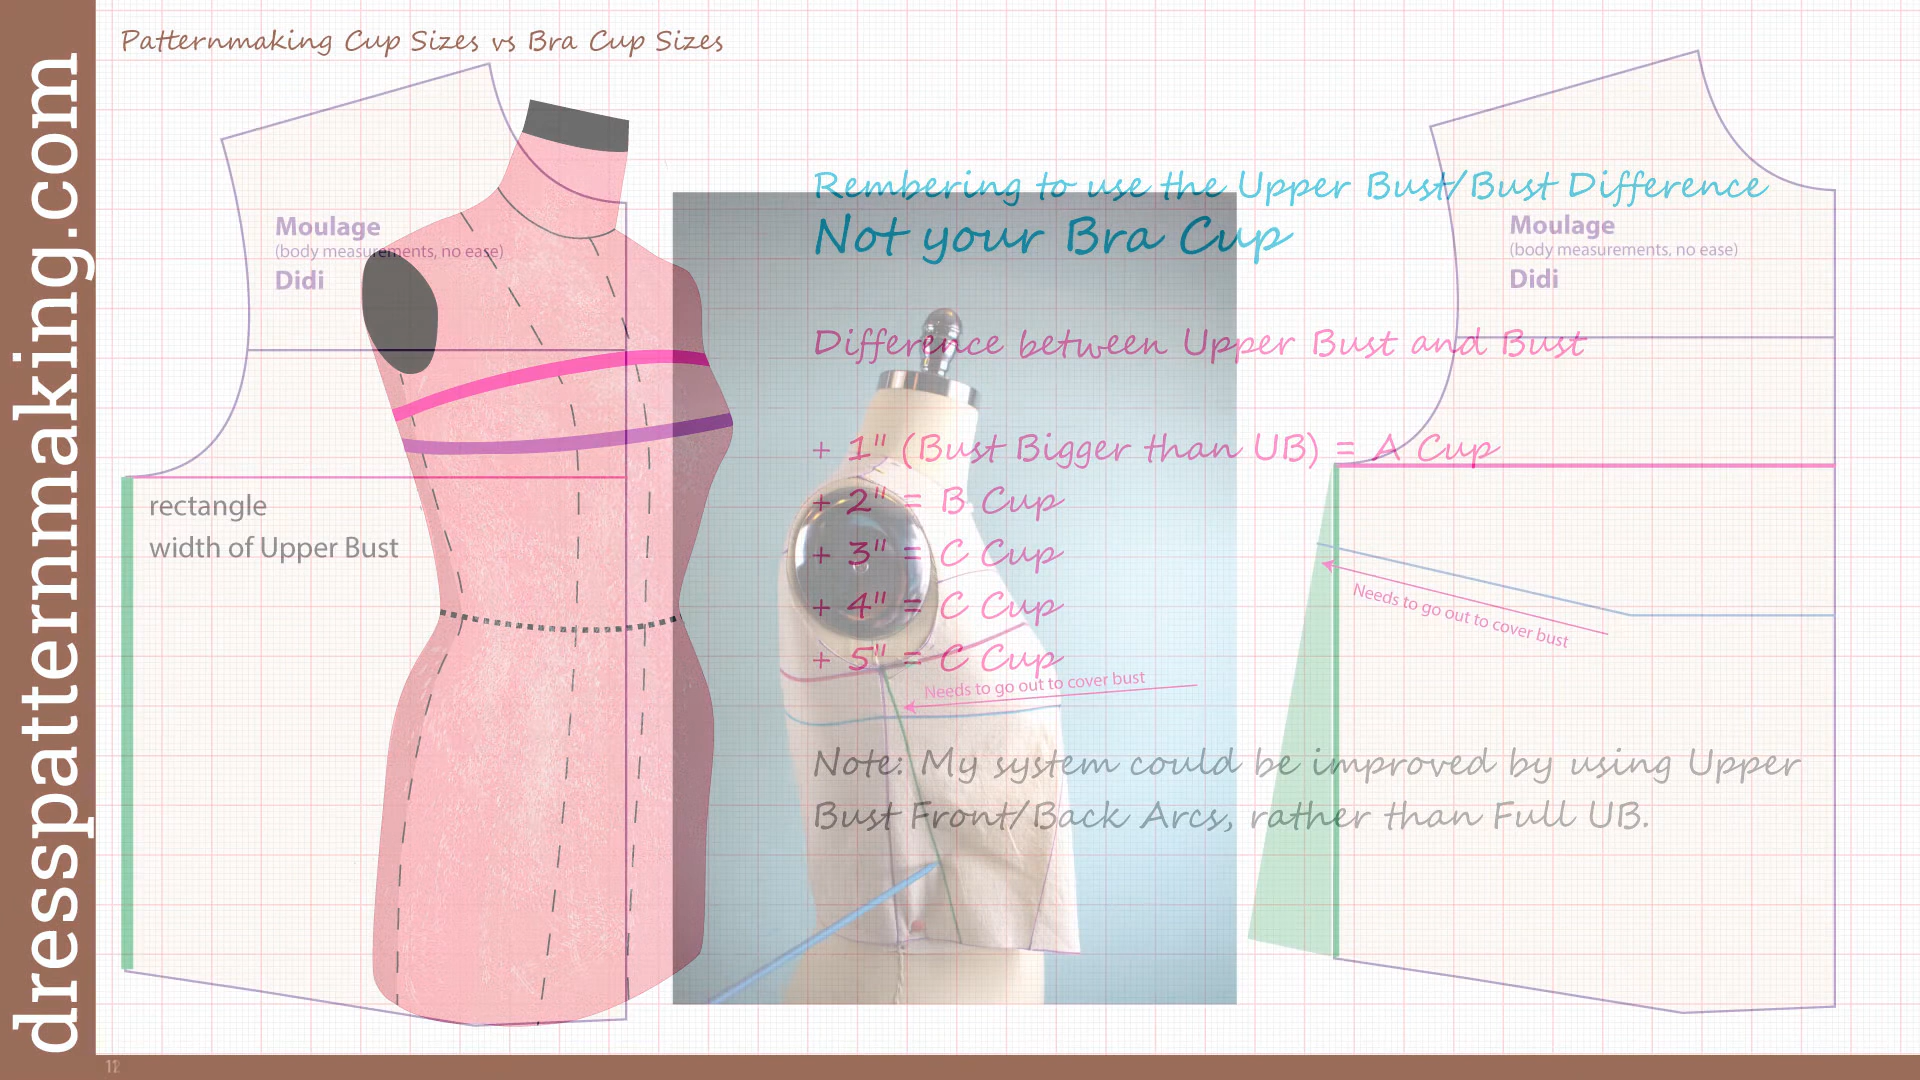 dresspatternmaking.com
Patternmaking Cup Sizes vs Bra Cup Sizes
Moulage
(body measurements, no ease)
Didi
rectangle
width of Upper Bust
Rembering to use the Upper Bust/Bust Difference
Not your Bra Cup
Difference between Upper Bust and Bust
+ 1" (Bust Bigger than UB) = A Cup
+ 2" = B Cup
+ 3" = C Cup
+ 4" = C Cup
+ 5" = C Cup
Needs to go out to cover bust
Note: My system could be improved by using Upper
Bust Front/Back Arcs, rather than Full UB.
Moulage
(body measurements, no ease)
Didi
Needs to go out to cover bust